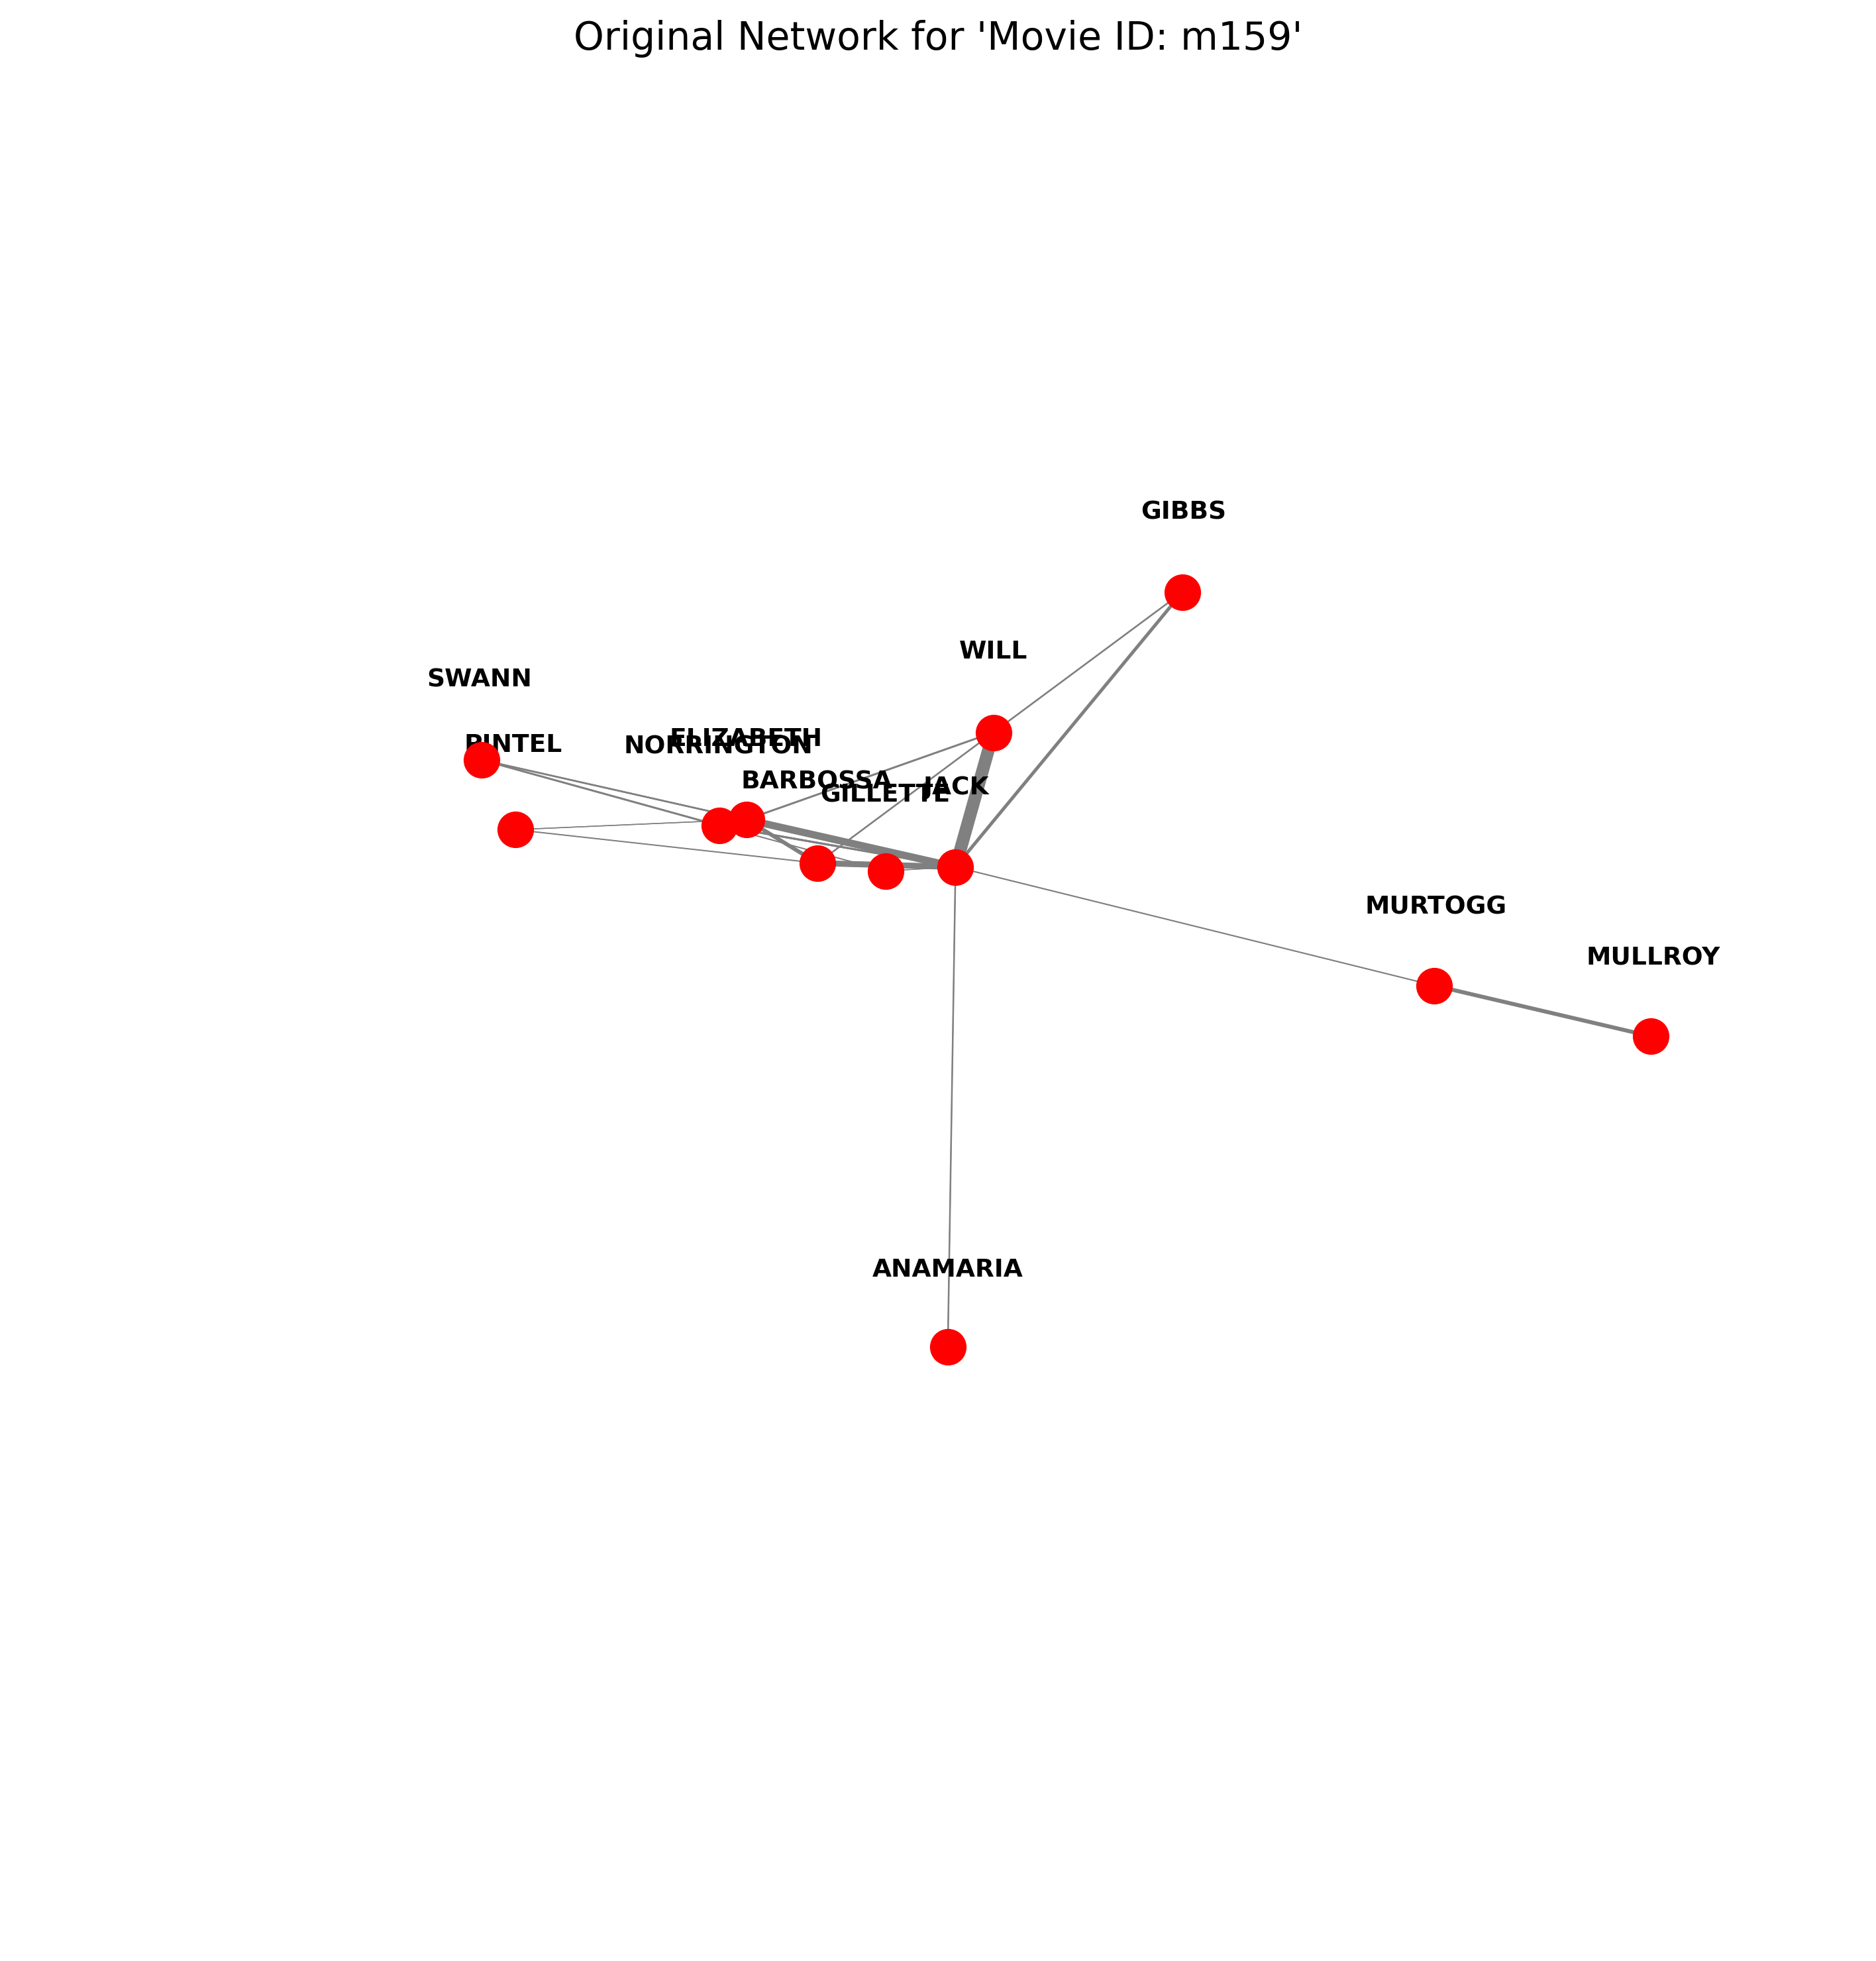 Original Network for 'Movie ID: m159'
GIBBS
WILL
SWANN
ELIZABETH
PINTEL
NORRINGTON
BARBOSSA
JACK
GILLETTE
MURTOGG
MULLROY
ANAMARIA